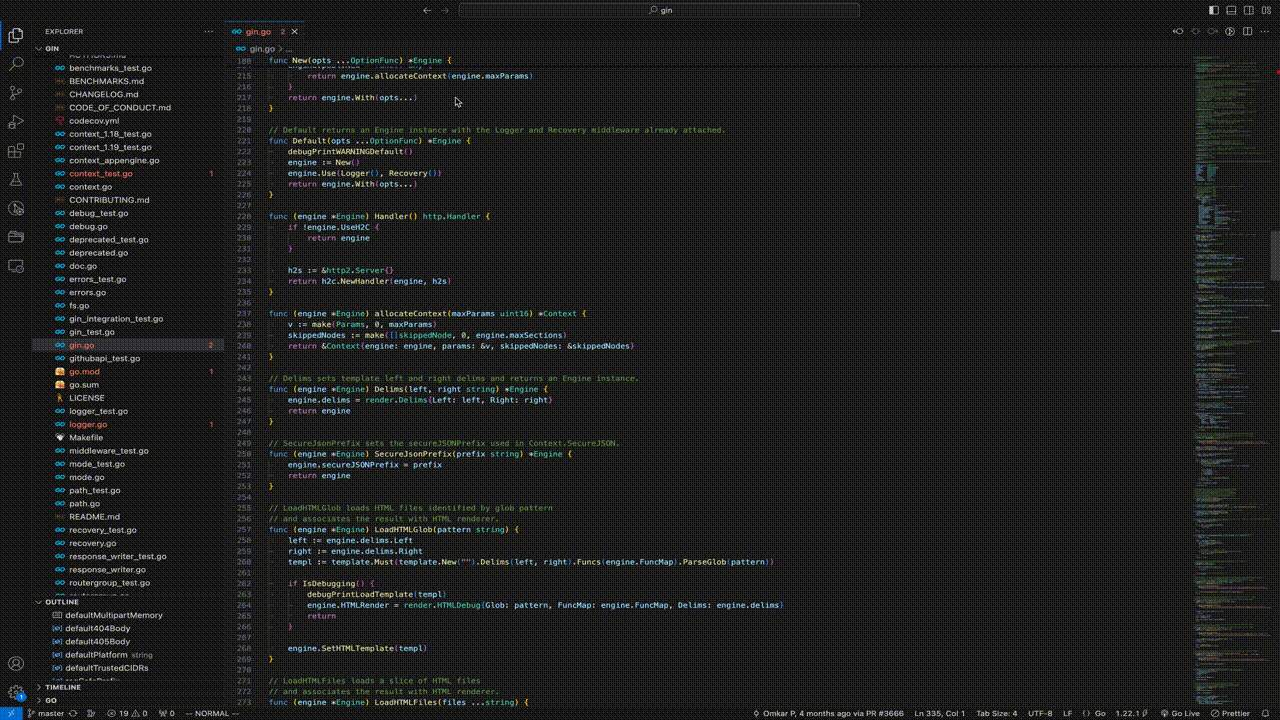 gin
EXPLORER
GIN
AUTHORS.md
benchmarks_test.go
BENCHMARKS.md
CHANGELOG.md
CODE_OF_CONDUCT.md
codecov.yml
context_1.18_test.go
context_1.19_test.go
context_appengine.go
context_test.go 1
context.go
CONTRIBUTING.md
debug_test.go
debug.go
deprecated_test.go
deprecated.go
doc.go
errors_test.go
errors.go
fs.go
gin_integration_test.go
gin_test.go
gin.go 2
githubapi_test.go
go.mod 1
go.sum
LICENSE
logger_test.go
logger.go 1
Makefile
middleware_test.go
mode_test.go
mode.go
path_test.go
path.go
README.md
recovery_test.go
recovery.go
response_writer_test.go
response_writer.go
routergroup_test.go
OUTLINE
defaultMultipartMemory
default404Body
default405Body
defaultPlatform string
defaultTrustedCIDRs
TIMELINE
GO
gin.go 2
gin.go > ...
188 func New(opts ...OptionFunc) *Engine {
215 return engine.allocateContext(engine.maxParams)
216 }
217 return engine.With(opts...)
218 }
219
220 // Default returns an Engine instance with the Logger and Recovery middleware already attached.
221 func Default(opts ...OptionFunc) *Engine {
222 debugPrintWARNINGDefault()
223 engine := New()
224 engine.Use(Logger(), Recovery())
225 return engine.With(opts...)
226 }
227
228 func (engine *Engine) Handler() http.Handler {
229 if !engine.UseH2C {
230 return engine
231 }
232
233 h2s := &http2.Server{}
234 return h2c.NewHandler(engine, h2s)
235 }
236
237 func (engine *Engine) allocateContext(maxParams uint16) *Context {
238 v := make(Params, 0, maxParams)
239 skippedNodes := make([]skippedNode, 0, engine.maxSections)
240 return &Context{engine: engine, params: &v, skippedNodes: &skippedNodes}
241 }
242
243 // Delims sets template left and right delims and returns an Engine instance.
244 func (engine *Engine) Delims(left, right string) *Engine {
245 engine.delims = render.Delims{Left: left, Right: right}
246 return engine
247 }
248
249 // SecureJsonPrefix sets the secureJSONPrefix used in Context.SecureJSON.
250 func (engine *Engine) SecureJsonPrefix(prefix string) *Engine {
251 engine.secureJSONPrefix = prefix
252 return engine
253 }
254
255 // LoadHTMLGlob loads HTML files identified by glob pattern
256 // and associates the result with HTML renderer.
257 func (engine *Engine) LoadHTMLGlob(pattern string) {
258 left := engine.delims.Left
259 right := engine.delims.Right
260 templ := template.Must(template.New("").Delims(left, right).Funcs(engine.FuncMap).ParseGlob(pattern))
261
262 if IsDebugging() {
263 debugPrintLoadTemplate(templ)
264 engine.HTMLRender = render.HTMLDebug{Glob: pattern, FuncMap: engine.FuncMap, Delims: engine.delims}
265 return
266 }
267
268 engine.SetHTMLTemplate(templ)
269 }
270
271 // LoadHTMLFiles loads a slice of HTML files
272 // and associates the result with HTML renderer.
273 func (engine *Engine) LoadHTMLFiles(files ...string) {
1
master 19 0 0 -- NORMAL -- Omkar P, 4 months ago via PR #3666 Ln 335, Col 1 Tab Size: 4 UTF-8 LF Go 1.22.1 Go Live Prettier